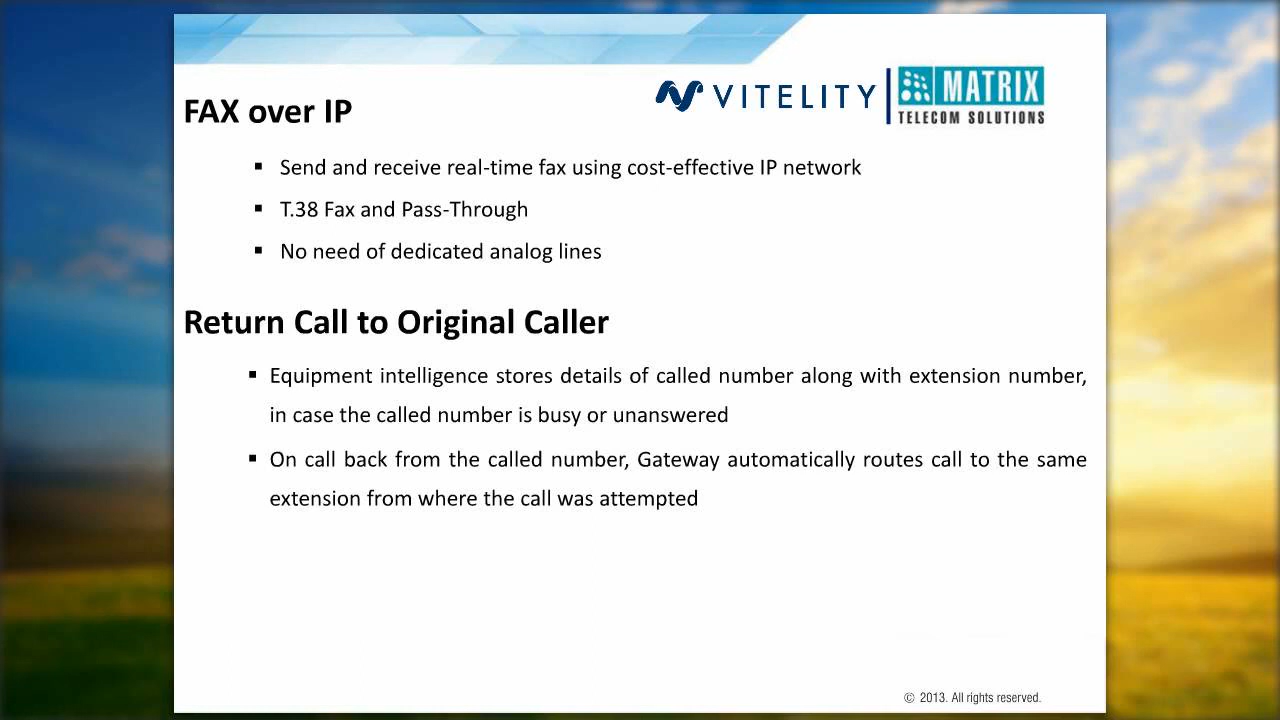 VITELITY
MATRIX
TELECOM SOLUTIONS
FAX over IP
▪ Send and receive real-time fax using cost-effective IP network
▪ T.38 Fax and Pass-Through
▪ No need of dedicated analog lines
Return Call to Original Caller
▪ Equipment intelligence stores details of called number along with extension number,
in case the called number is busy or unanswered
▪ On call back from the called number, Gateway automatically routes call to the same
extension from where the call was attempted
© 2013. All rights reserved.